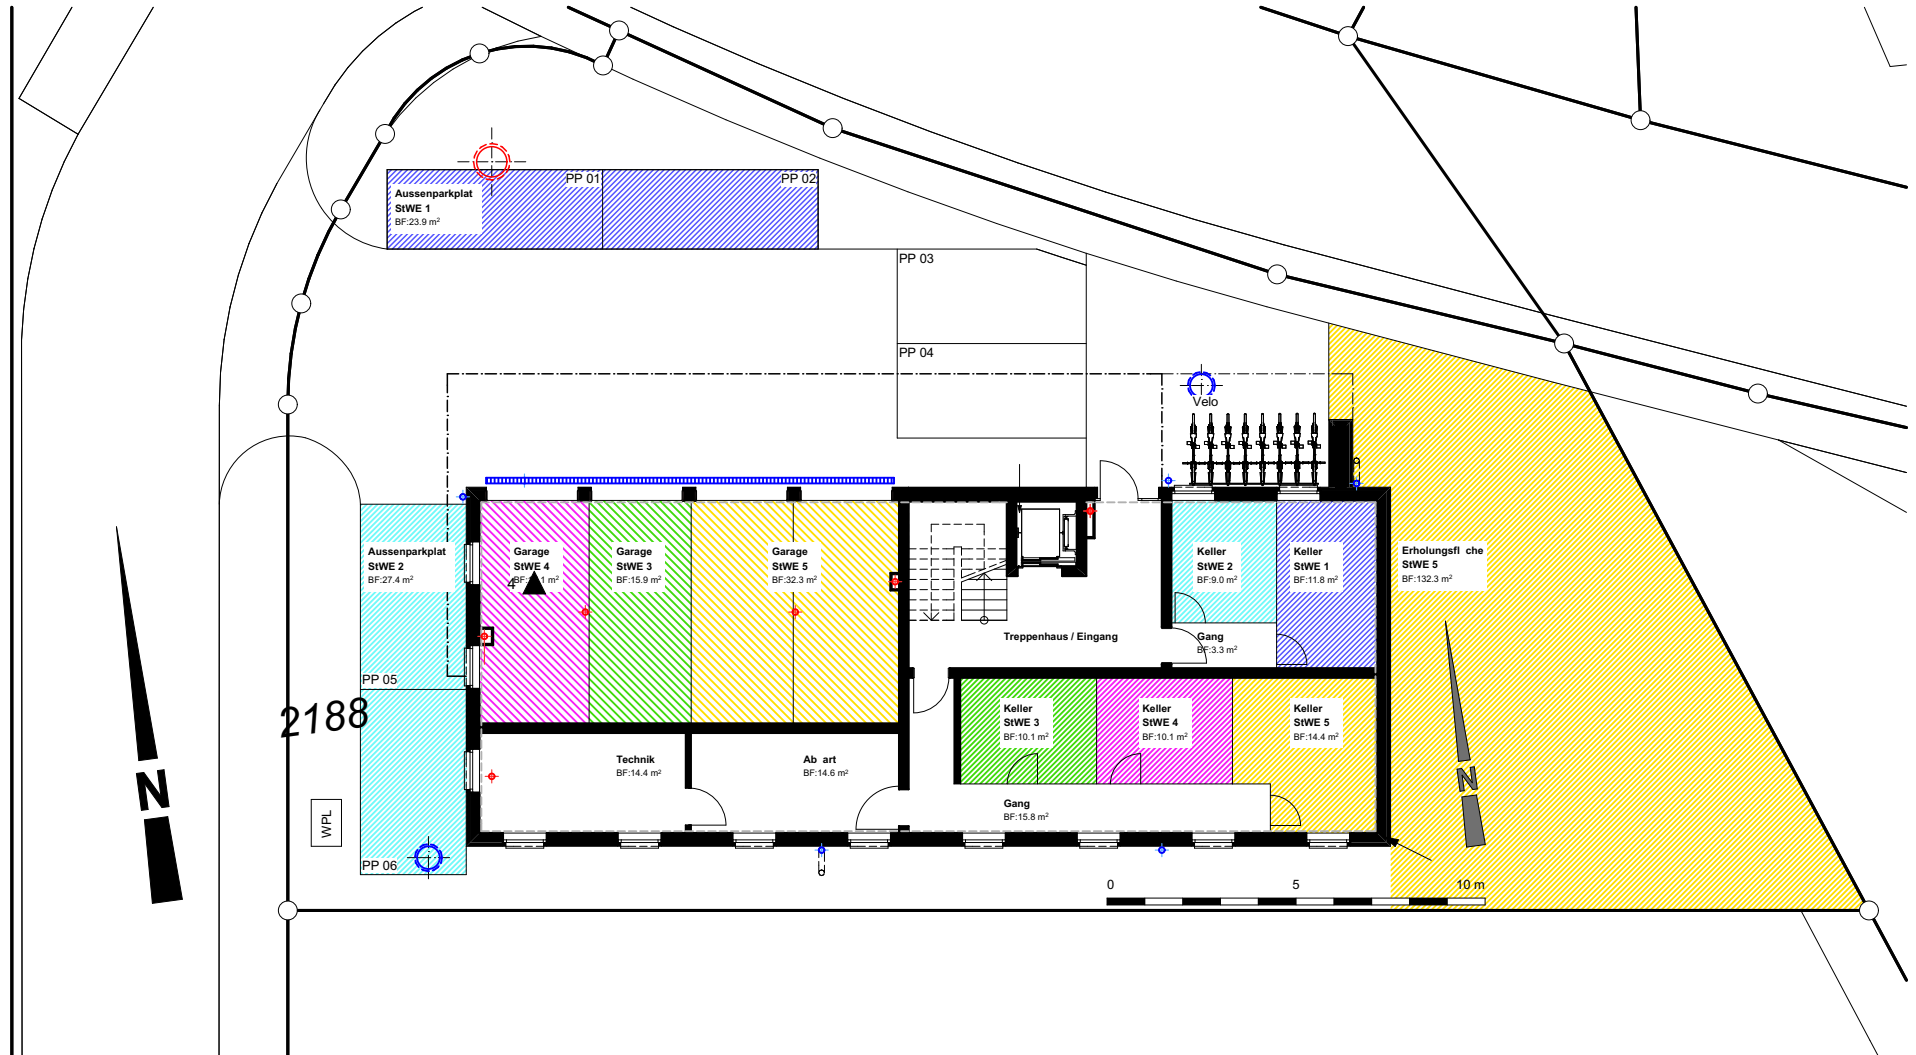 PP 01
PP 02
Aussenparkplat
StWE 1
BF:23.9 m²
PP 03
PP 04
Velo
Aussenparkplat
StWE 2
BF:27.4 m²
Garage
StWE 4
4
Garage
StWE 3
BF:15.9 m²
Garage
StWE 5
BF:32.3 m²
Keller
StWE 2
BF:9.0 m²
Keller
StWE 1
BF:11.8 m²
Erholungsfl che
StWE 5
BF:132.3 m²
Treppenhaus / Eingang
Gang
BF:3.3 m²
PP 05
2188
Keller
StWE 3
BF:10.1 m²
Keller
StWE 4
BF:10.1 m²
Keller
StWE 5
BF:14.4 m²
Technik
BF:14.4 m²
Ab art
BF:14.6 m²
N
N
Gang
BF:15.8 m²
WPL
PP 06
0 5 10 m